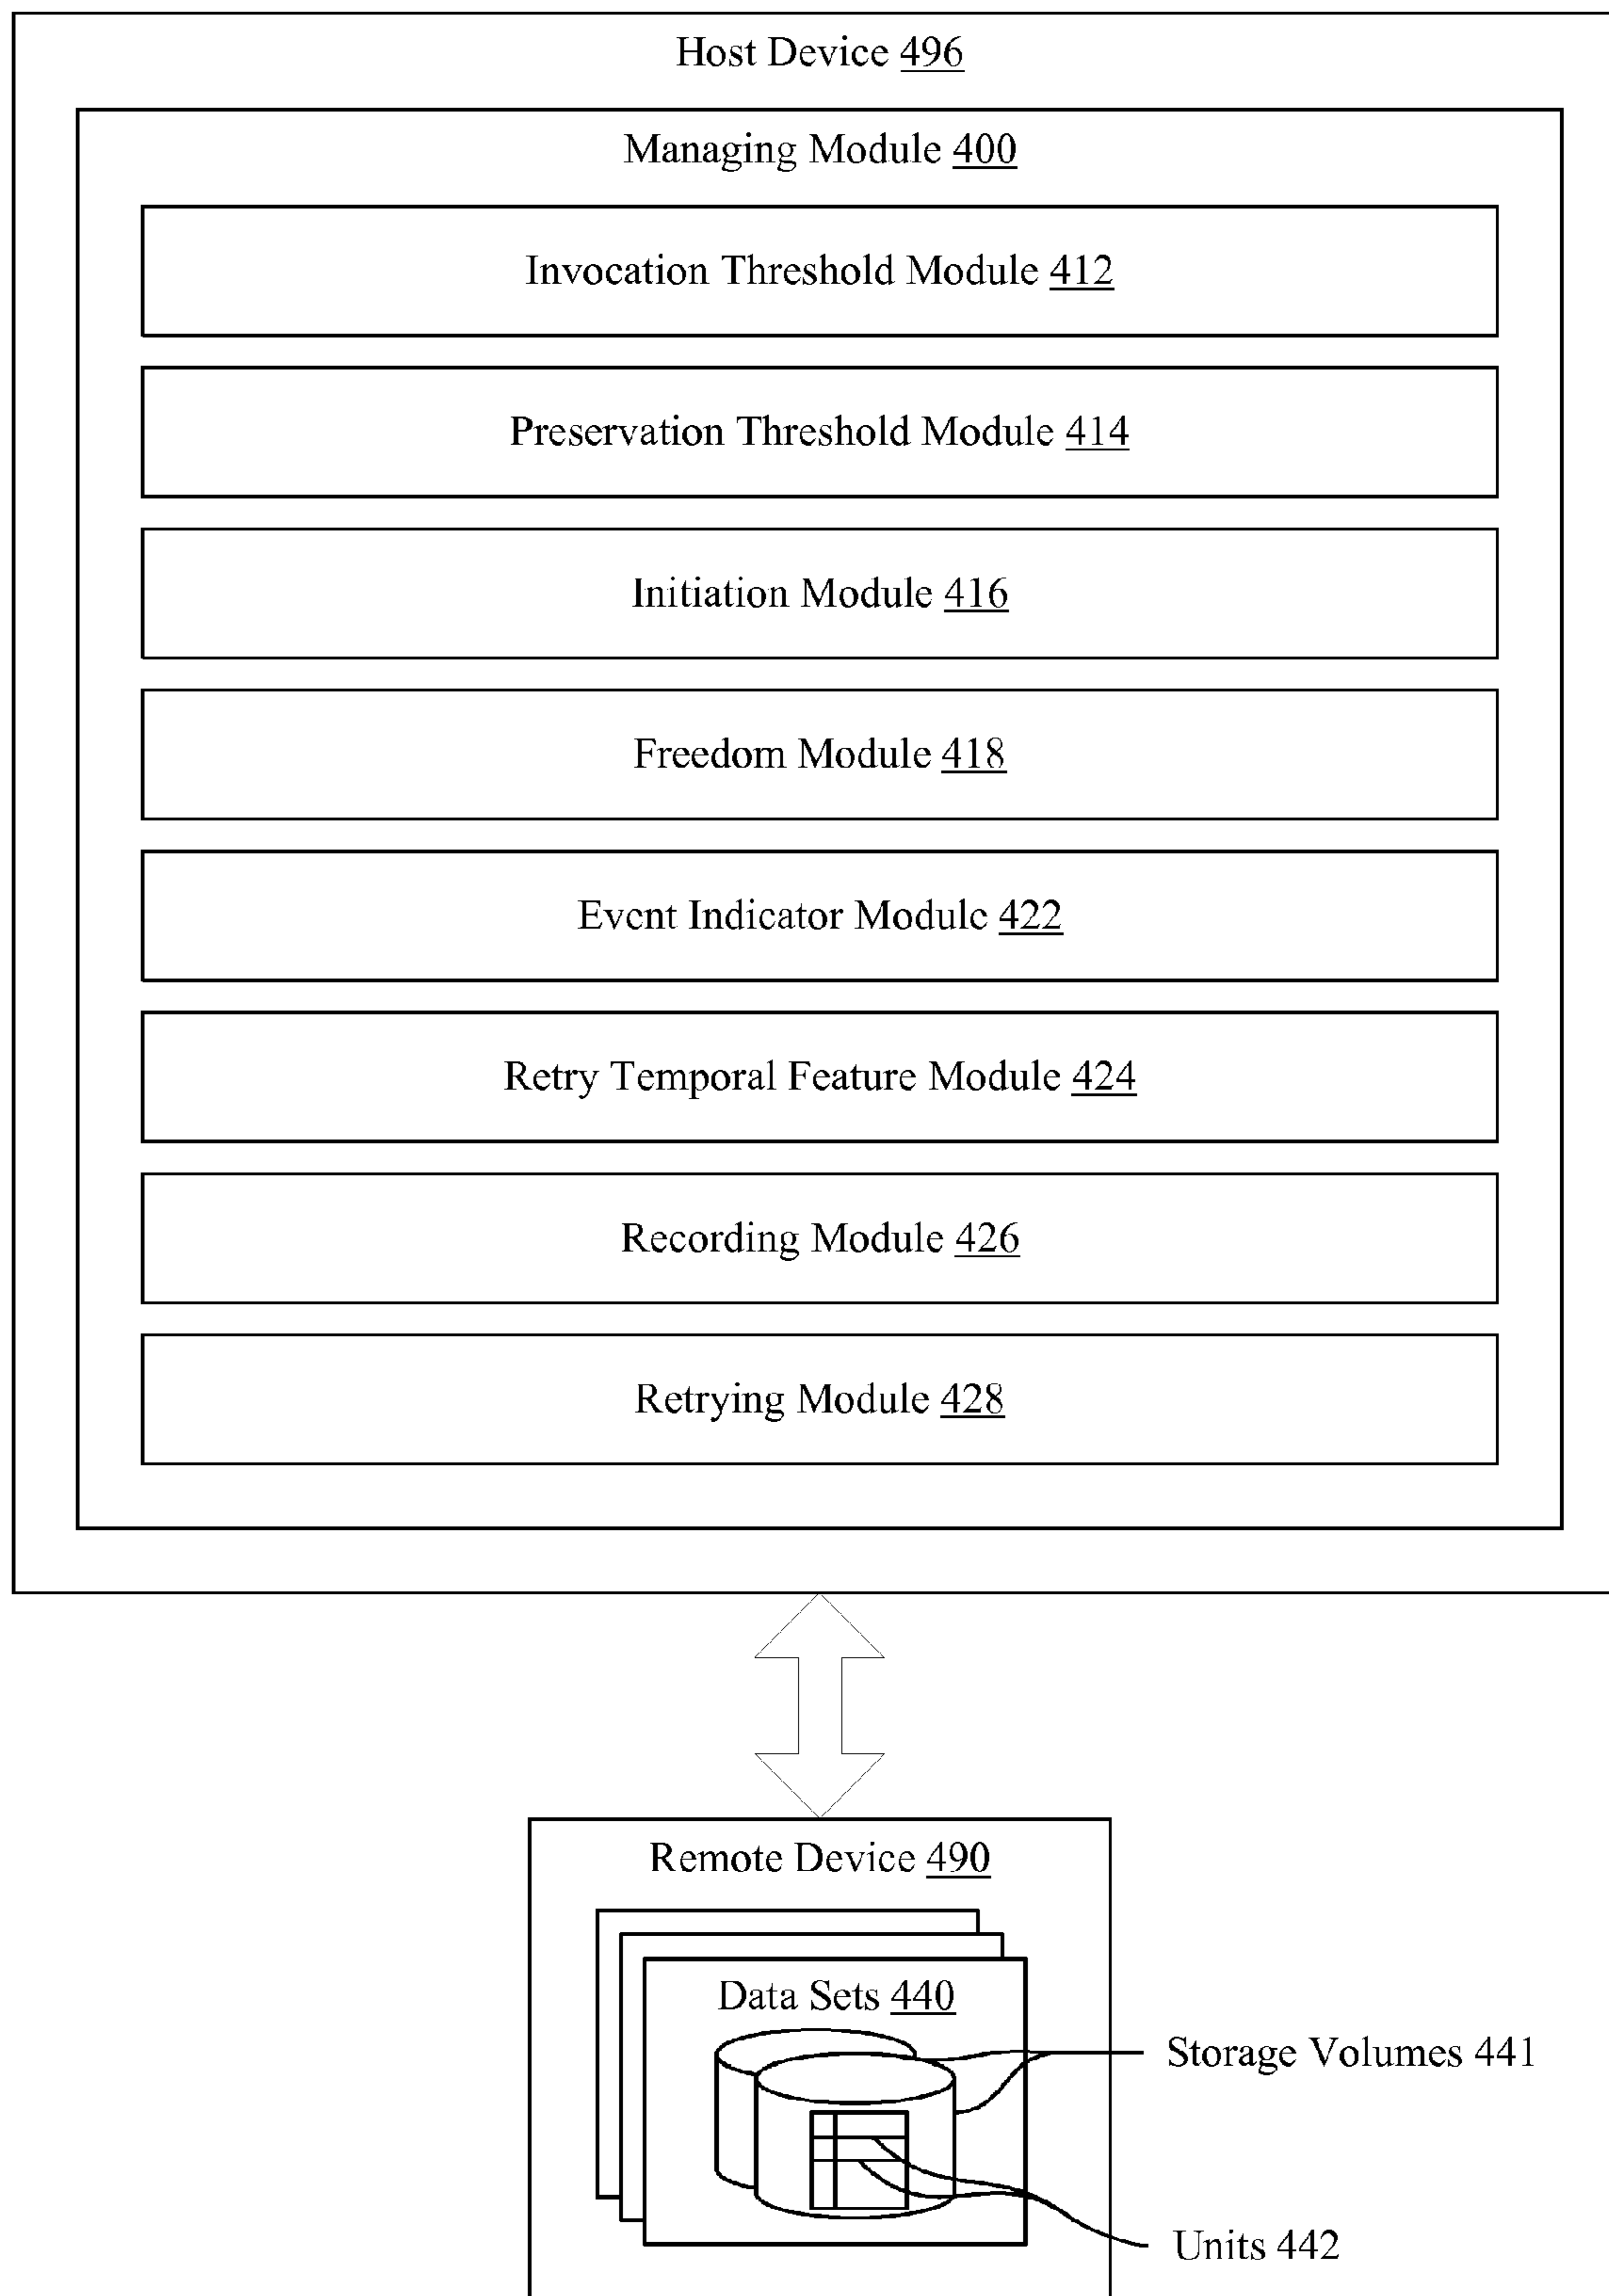 Host Device 496
Managing Module 400
Invocation Threshold Module 412
Preservation Threshold Module 414
Initiation Module 416
Freedom Module 418
Event Indicator Module 422
Retry Temporal Feature Module 424
Recording Module 426
Retrying Module 428
Remote Device 490
Data Sets 440
Storage Volumes 441
Units 442